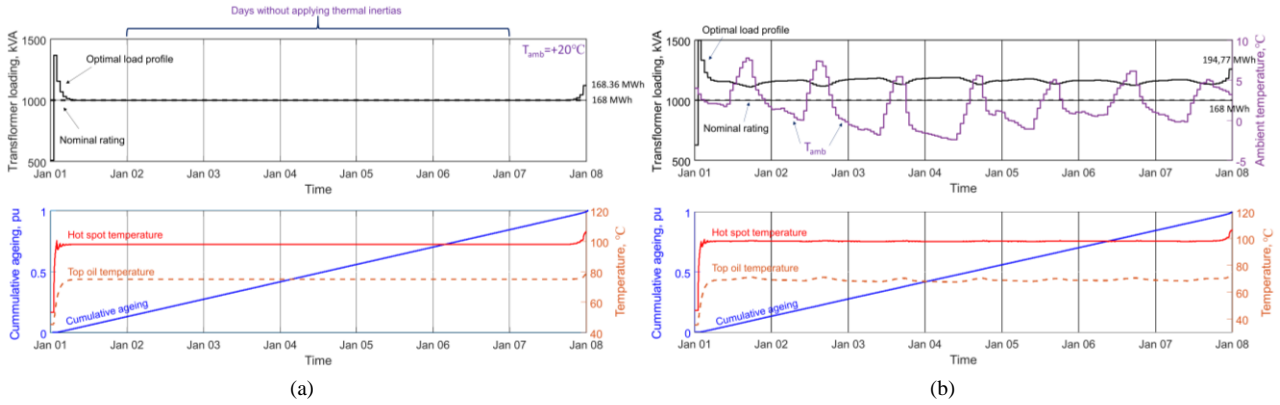 Days without applying thermal inertias
Transformer loading, kVA
1500
1000
500
Optimal load profile
Nominal rating
T_amb=+20℃
168.36 MWh
168 MWh
Jan 01 Jan 02 Jan 03 Jan 04 Jan 05 Jan 06 Jan 07 Jan 08
Time
Cummulative ageing, pu
1
0.5
0
Hot spot temperature
Top oil temperature
Cumulative ageing
120
100
80
60
40
Temperature, ℃
Jan 01 Jan 02 Jan 03 Jan 04 Jan 05 Jan 06 Jan 07 Jan 08
Time
(a)
Transformer loading, kVA
1500
1000
500
Optimal load profile
Nominal rating
T_amb
194,77 MWh
168 MWh
10
5
0
-5
Ambient temperature,℃
Jan 01 Jan 02 Jan 03 Jan 04 Jan 05 Jan 06 Jan 07 Jan 08
Time
Cummulative ageing, pu
1
0.5
0
Hot spot temperature
Top oil temperature
Cumulative ageing
120
100
80
60
40
Temperature, ℃
Jan 01 Jan 02 Jan 03 Jan 04 Jan 05 Jan 06 Jan 07 Jan 08
Time
(b)